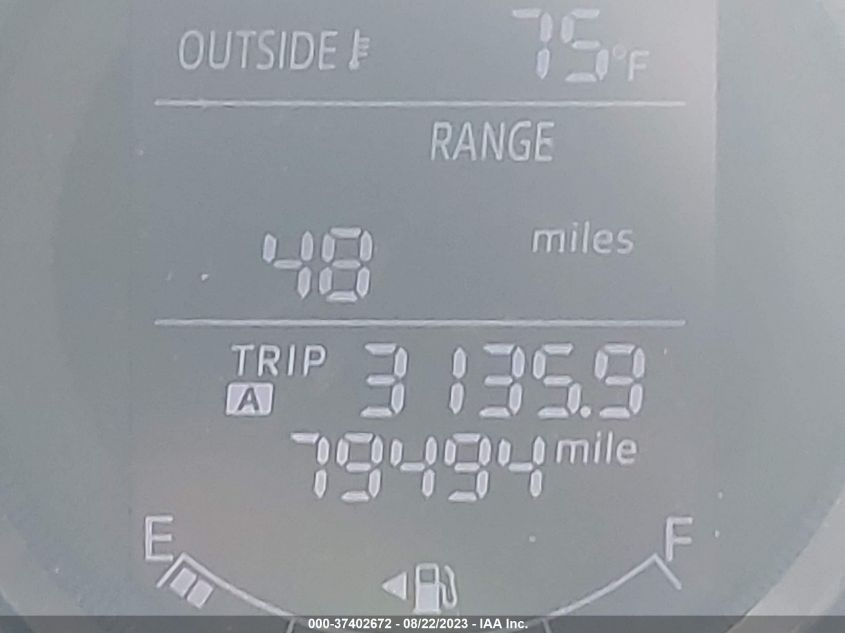 OUTSIDE 75°F
RANGE
48 miles
TRIP A 3135.9
79494 mile
E F
000-37402672 - 08/22/2023 - IAA Inc.